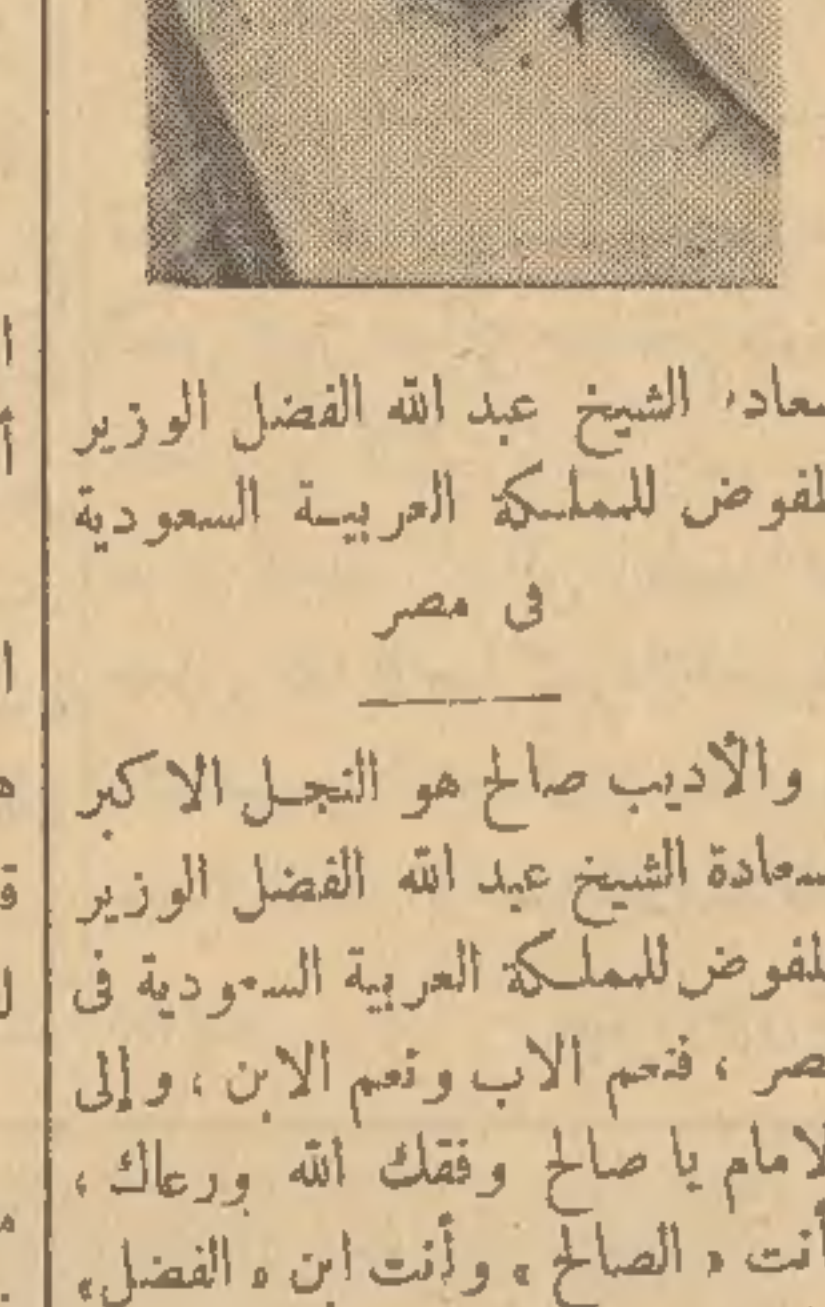 سعادة الشيخ عبد الله الفضل الوزير
المفوض للمملكة العربية السعودية
فى مصر
والأديب صالح هو النجل الاكبر
سعادة الشيخ عبد الله الفضل الوزير
المفوض للمملكة العربية السعودية فى
مصر ، فنعم الاب ونعم الابن ، وإلى
الامام يا صالح وفقك الله ورعاك ،
أنت « الصالح » وأنت ابن « الفضل»